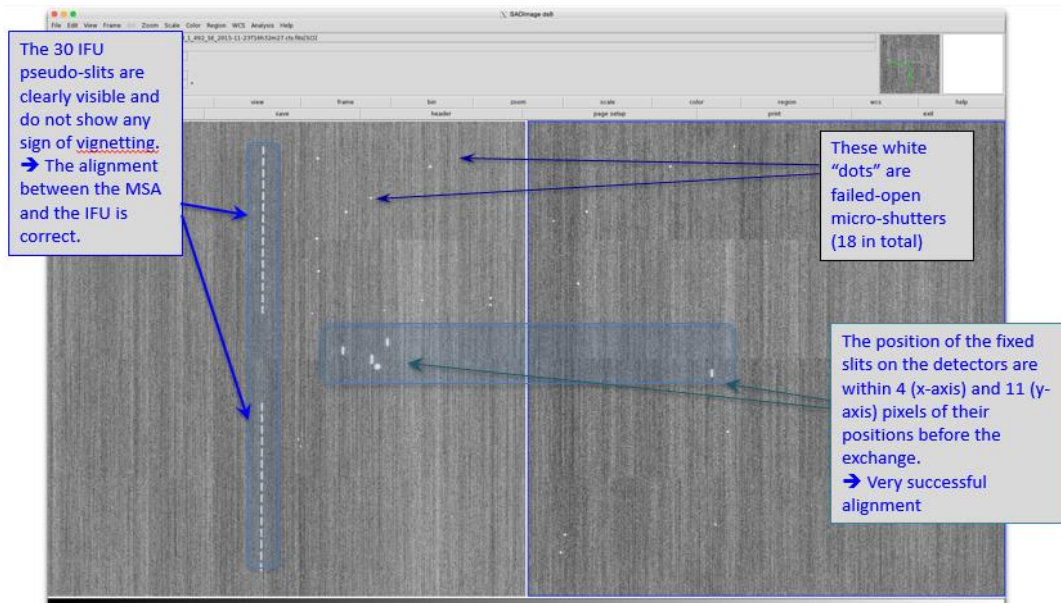 SAOImage ds9
File Edit View Frame Bin Zoom Scale Color Region WCS Analysis Help
view frame bin zoom scale color region wcs help
save header page setup print exit
The 30 IFU
pseudo-slits are
clearly visible and
do not show any
sign of vignetting.
➔ The alignment
between the MSA
and the IFU is
correct.
These white
“dots” are
failed-open
micro-shutters
(18 in total)
The position of the fixed
slits on the detectors are
within 4 (x-axis) and 11 (y-
axis) pixels of their
positions before the
exchange.
➔ Very successful
alignment